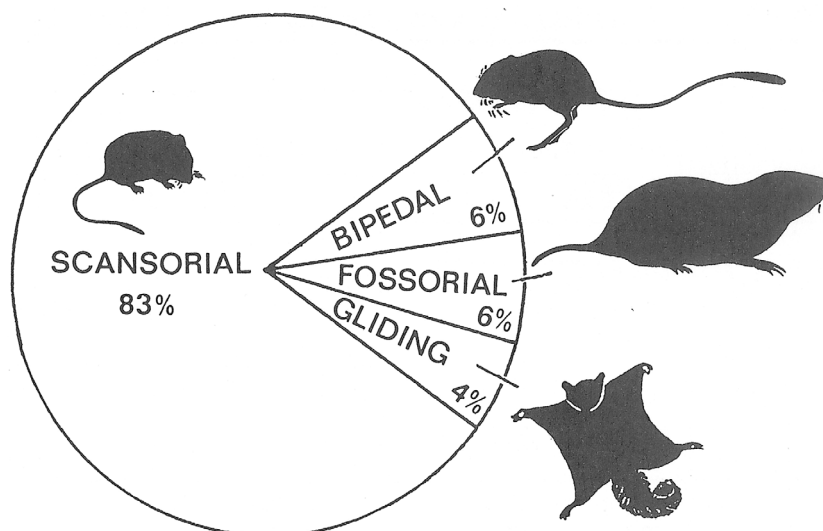 SCANSORIAL
83%
BIPEDAL
6%
FOSSORIAL
6%
GLIDING
4%